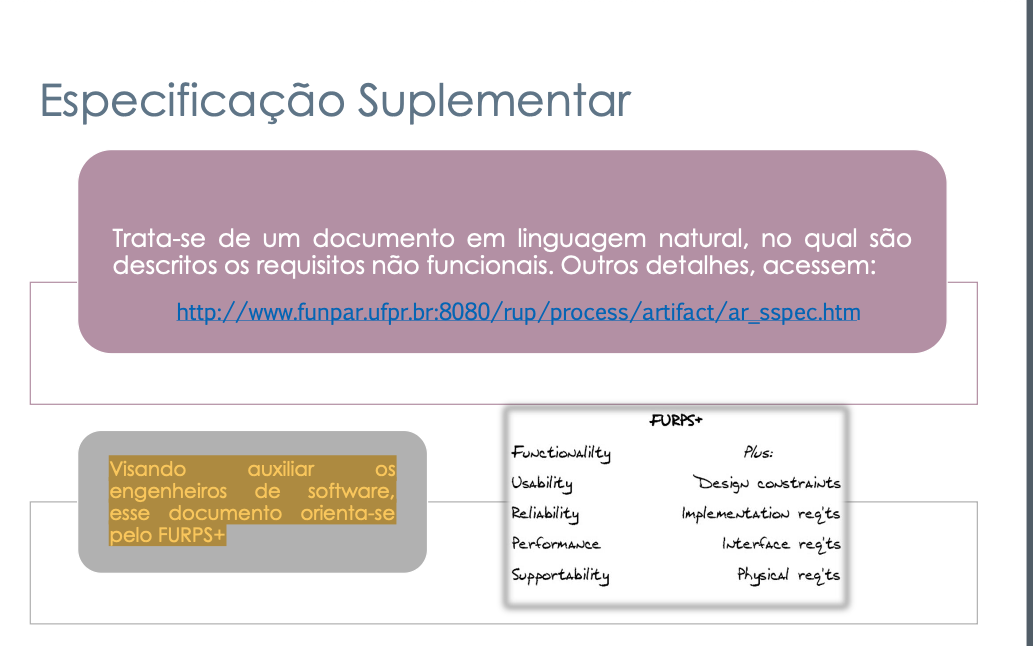 Especificação Suplementar
Trata-se de um documento em linguagem natural, no qual são
descritos os requisitos não funcionais. Outros detalhes, acessem:
http://www.funpar.ufpr.br:8080/rup/process/artifact/ar_sspec.htm
Visando auxiliar os
engenheiros de software,
esse documento orienta-se
pelo FURPS+
FURPS+
Functionalilty
Usability
Reliability
Performance
Supportability
Plus:
Design constraints
Implementation req'ts
Interface req'ts
Physical req'ts